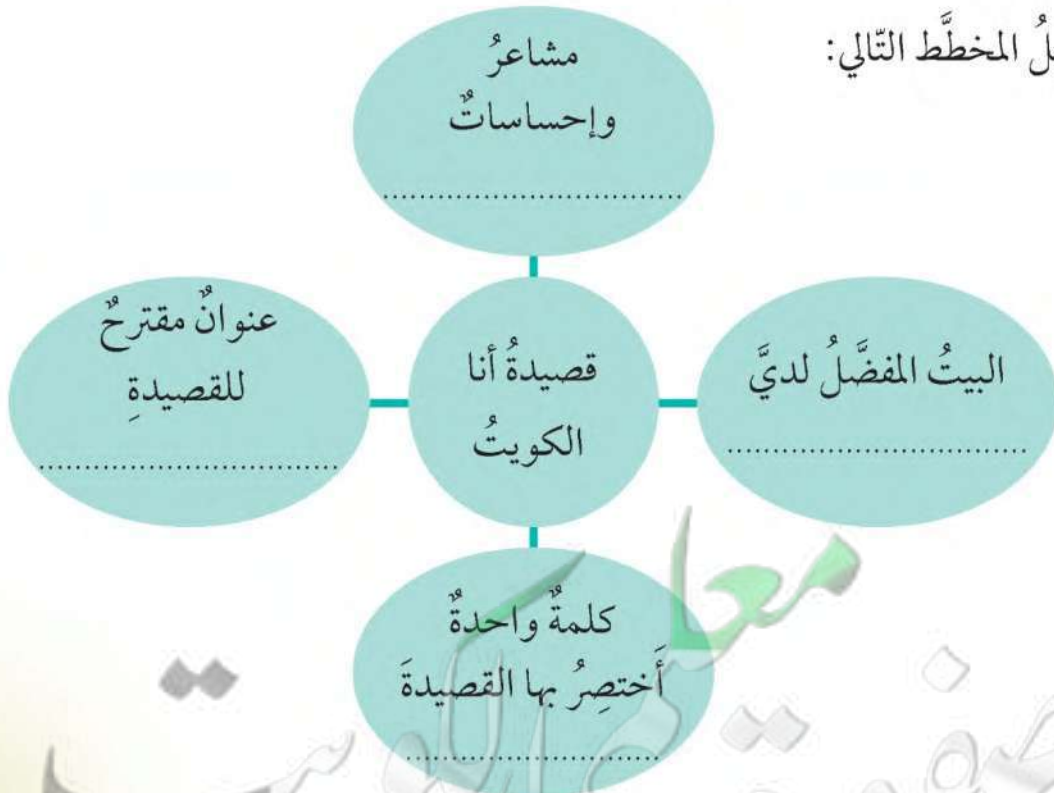 المخطَّط التّالي:
مشاعرُ
وإحساساتٌ
..............................
البيتُ المفضَّلُ لديَّ
..............................
قصيدةُ أنا
الكويتُ
عنوانٌ مقترحٌ
للقصيدةِ
..............................
كلمةٌ واحدةٌ
أَختصِرُ بها القصيدةَ
..............................